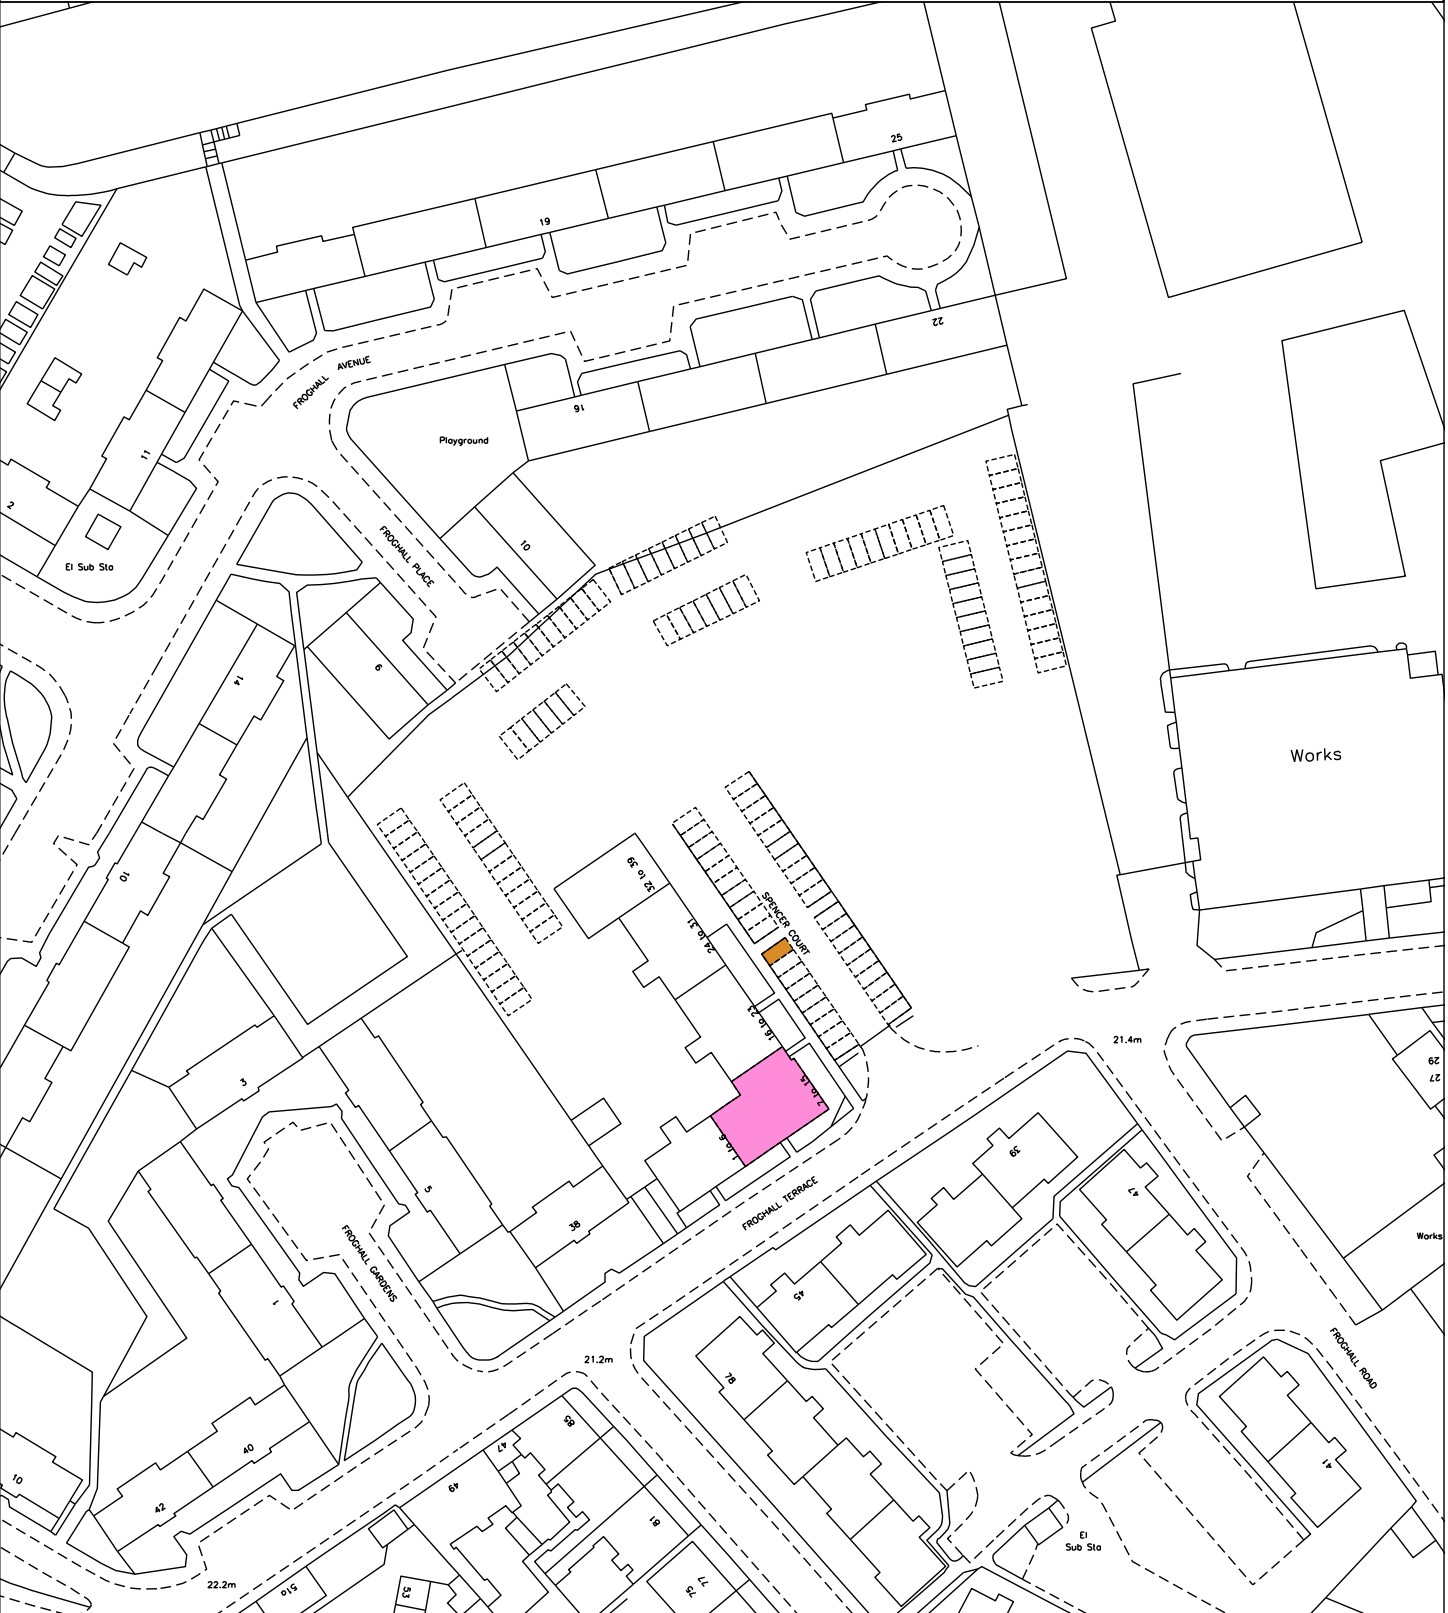 25
19
22
FROGHALL AVENUE
16
Playground
11
2
10
El Sub Sta
FROGHALL PLACE
9
14
Works
10
32 to 39
SPENCER COURT
24 to 31
16 to 23
21.4m
29
27
3
7 to 15
1 to 6
39
47
5
FROGHALL TERRACE
38
Works
FROGHALL GARDENS
1
45
21.2m
78
FROGHALL ROAD
85
47
40
10
49
42
41
81
El
Sub Sta
22.2m
51a
53
77
75